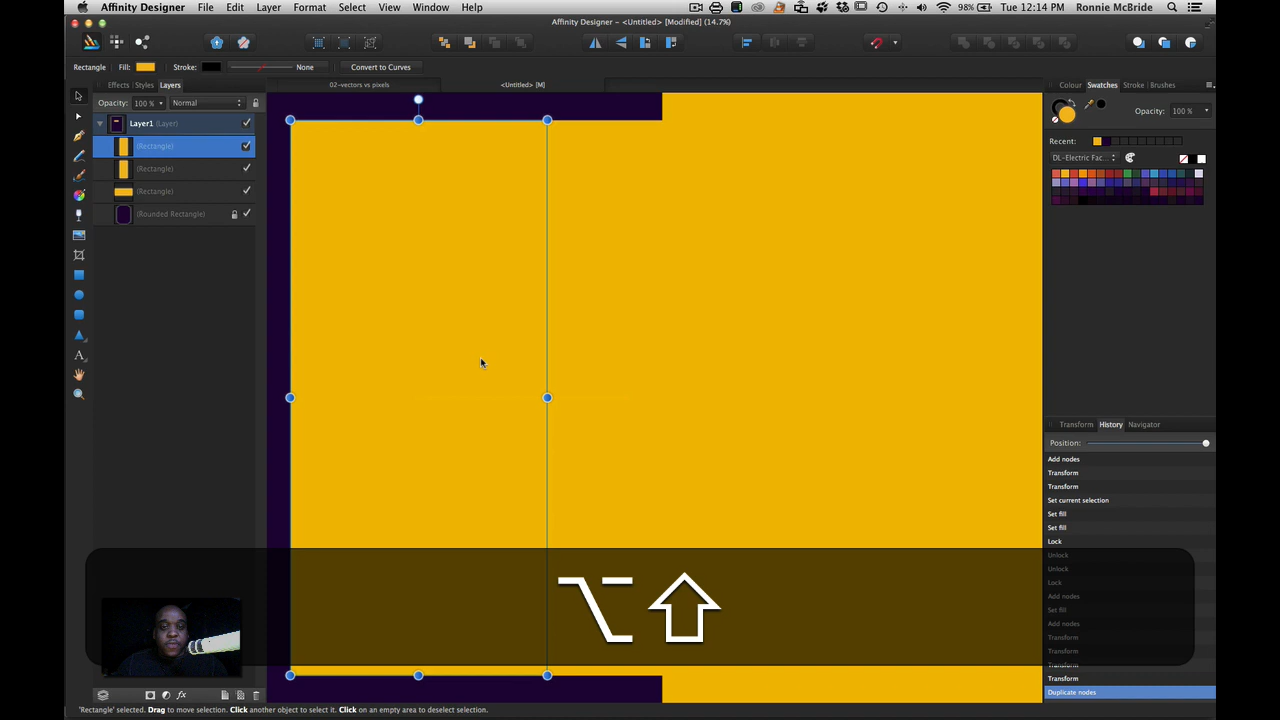 Affinity Designer File Edit Layer Format Select View Window Help 98% Tue 12:14 PM Ronnie McBride
Affinity Designer - <Untitled> [Modified] (14.7%)
Rectangle Fill: Stroke: None Convert to Curves
Effects Styles Layers
02-vectors vs pixels
<Untitled> [M]
Colour Swatches Stroke Brushes
Opacity: 100 % Normal
Opacity: 100 %
Layer1 (Layer)
Recent:
(Rectangle)
DL-Electric Fac...
(Rectangle)
(Rectangle)
(Rounded Rectangle)
A
Transform History Navigator
Position:
Add nodes
Transform
Transform
Set current selection
Set fill
Set fill
Lock
Unlock
Unlock
Lock
Add nodes
Set fill
Add nodes
Transform
Transform
Transform
Transform
Duplicate nodes
fx
'Rectangle' selected. Drag to move selection. Click another object to select it. Click on an empty area to deselect selection.